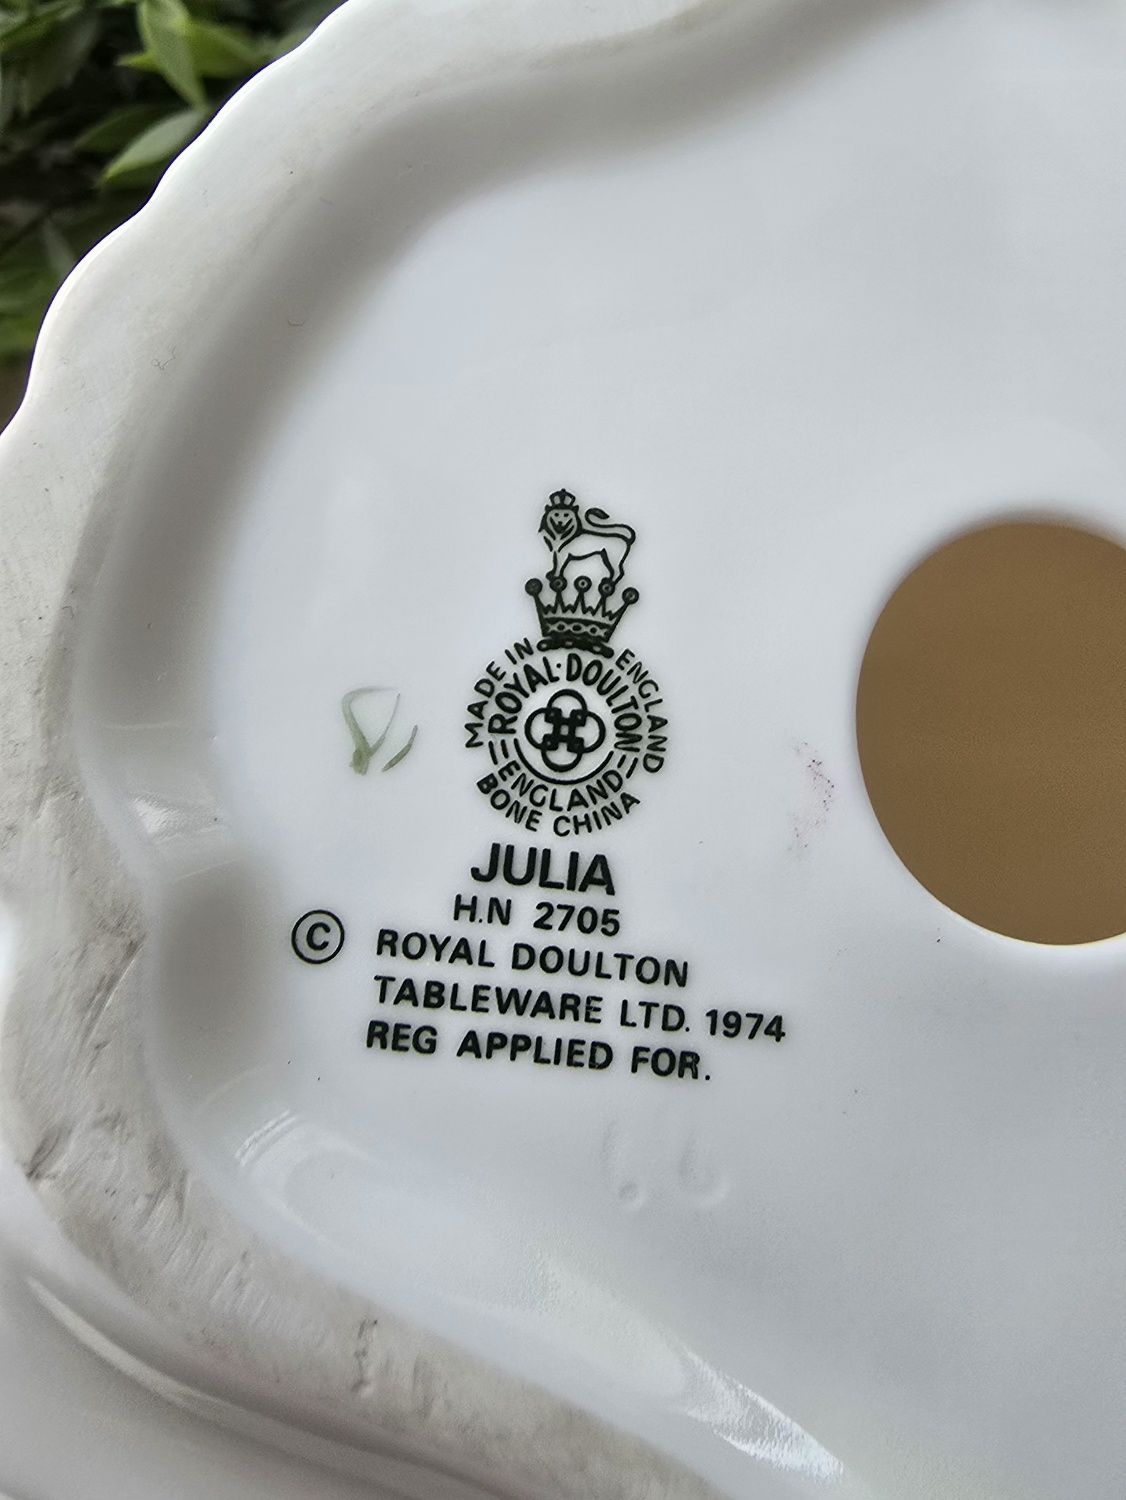 MADE IN ENGLAND
ROYAL·DOULTON
ENGLAND
BONE CHINA
JULIA
H.N 2705
© ROYAL DOULTON
TABLEWARE LTD. 1974
REG APPLIED FOR.